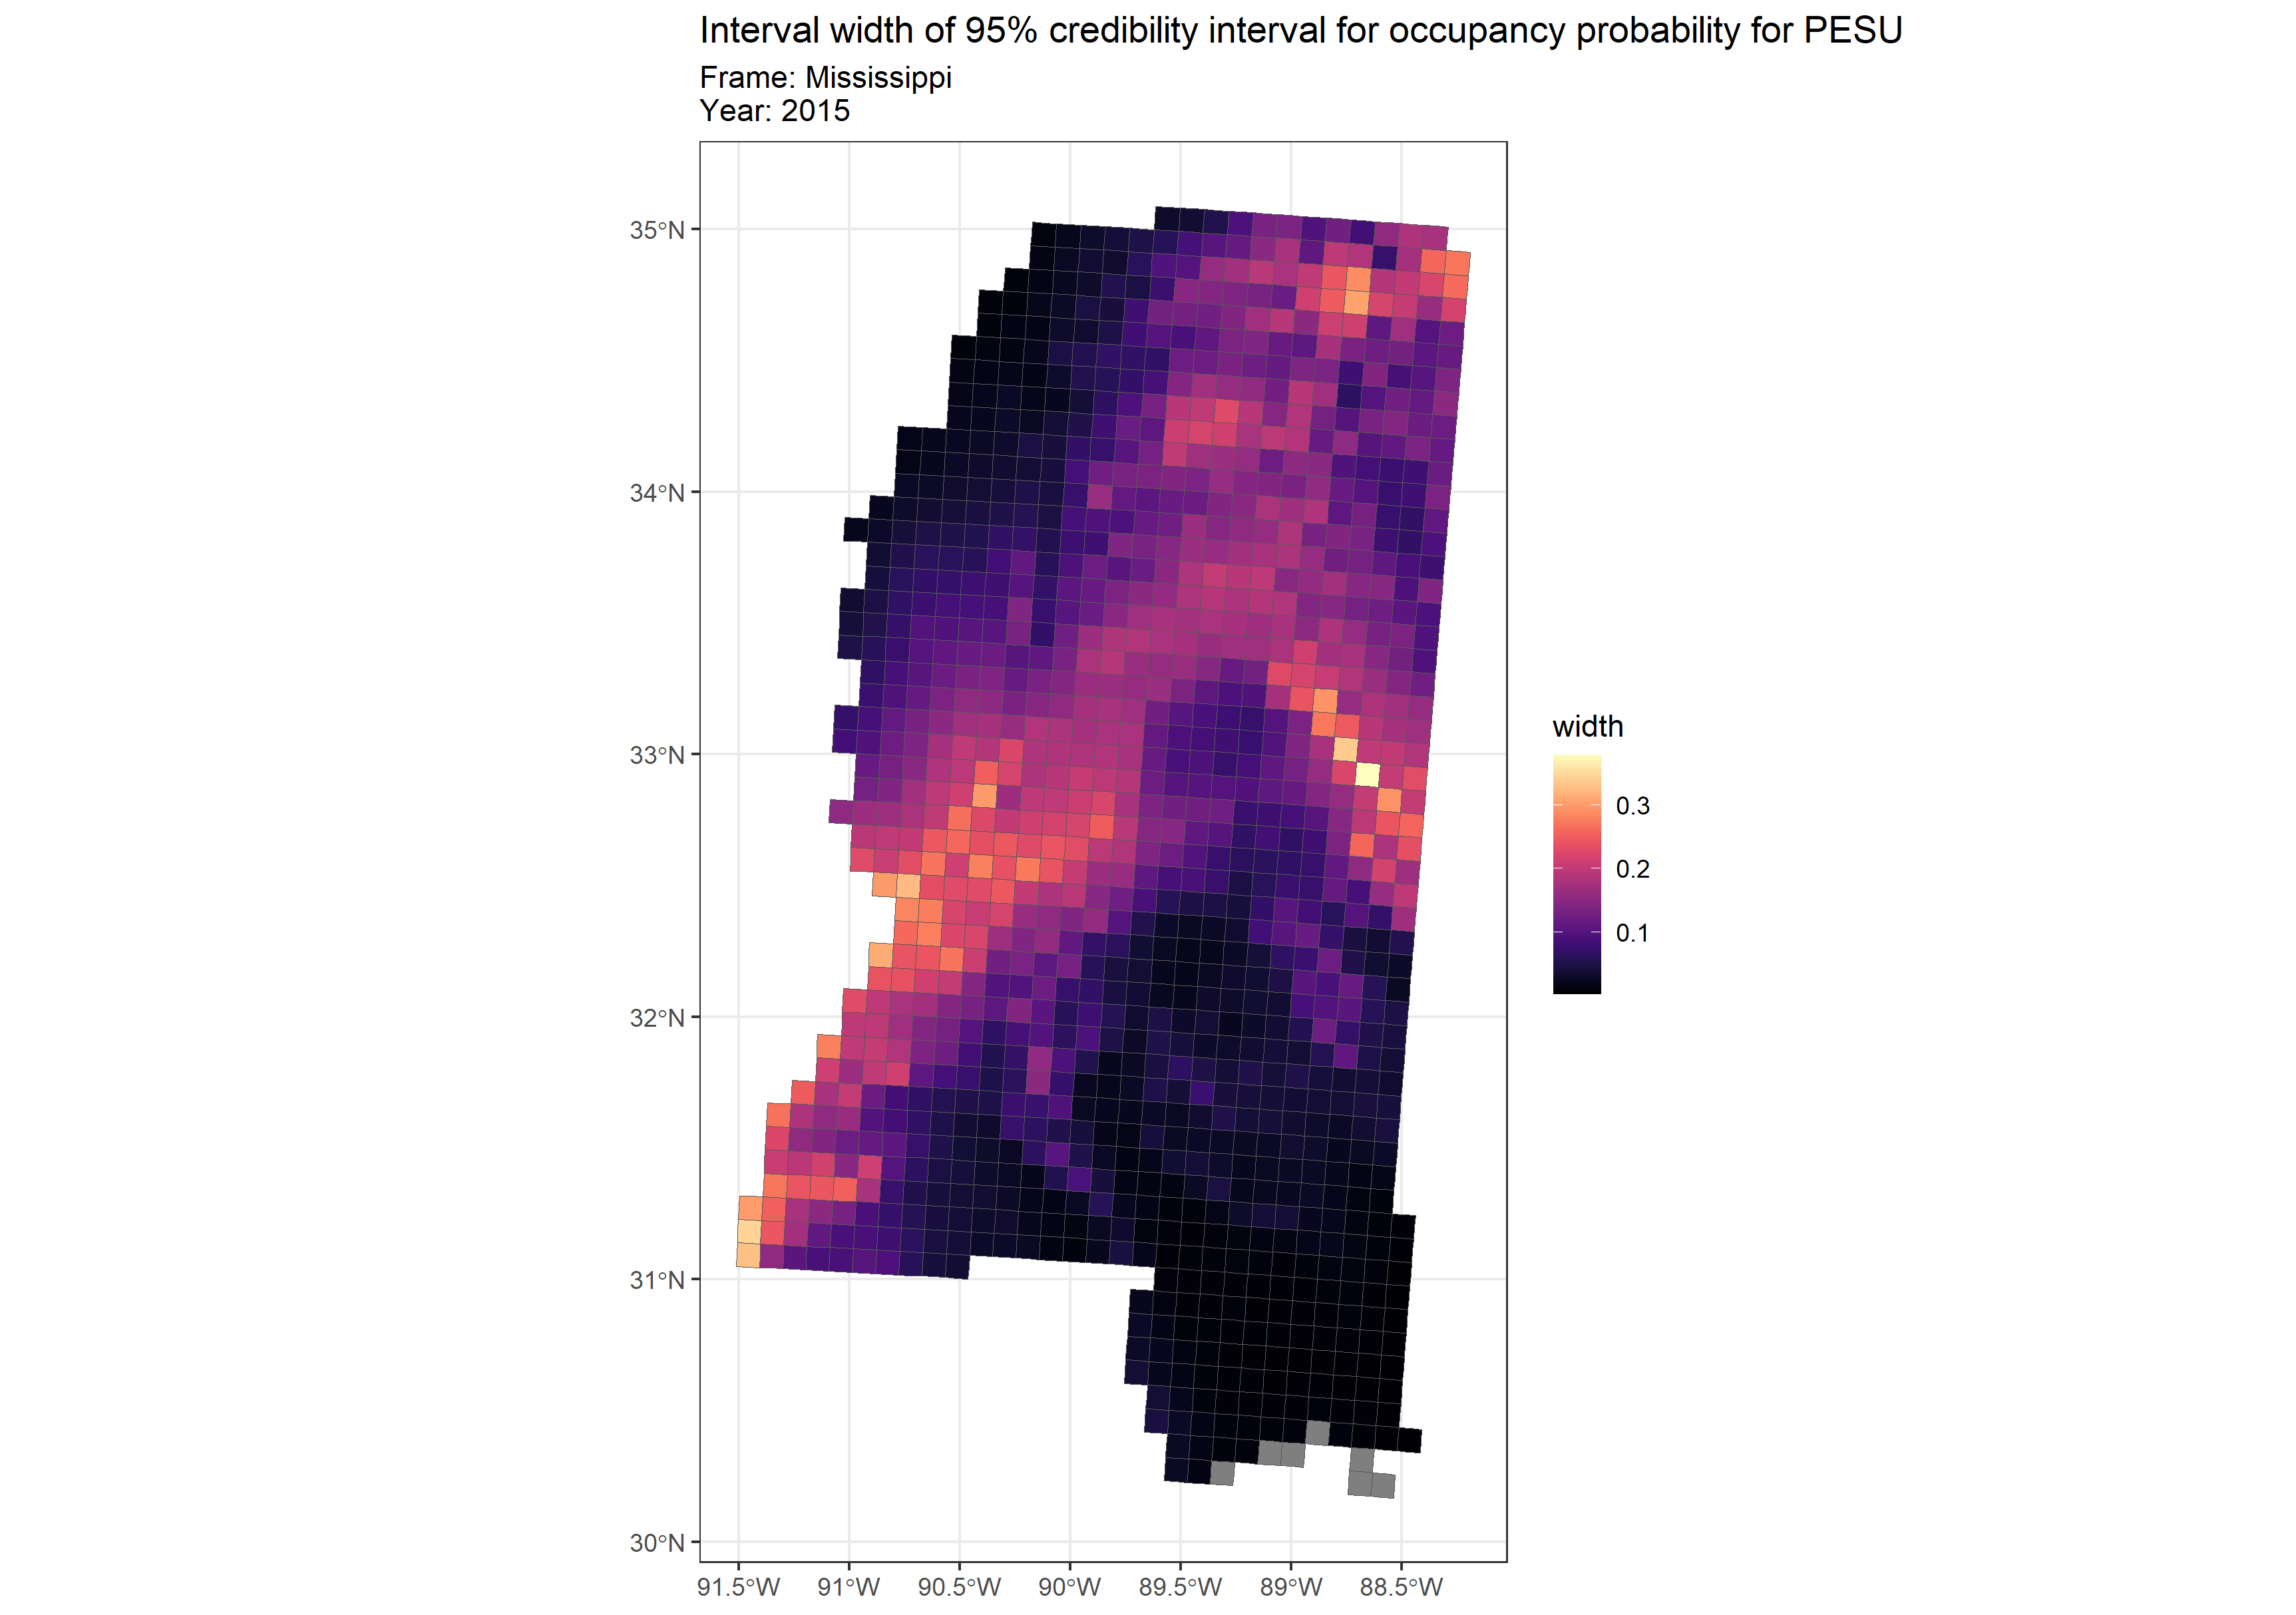 Interval width of 95% credibility interval for occupancy probability for PESU
Frame: Mississippi
Year: 2015
35°N
34°N
33°N
32°N
31°N
30°N
91.5°W 91°W 90.5°W 90°W 89.5°W 89°W 88.5°W
width
0.3
0.2
0.1